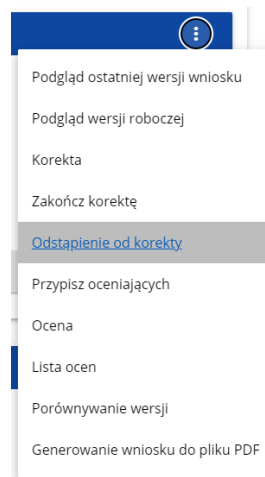 Podgląd ostatniej wersji wniosku
Podgląd wersji roboczej
Korekta
Zakończ korektę
Odstąpienie od korekty
Przypisz oceniających
Ocena
Lista ocen
Porównywanie wersji
Generowanie wniosku do pliku PDF